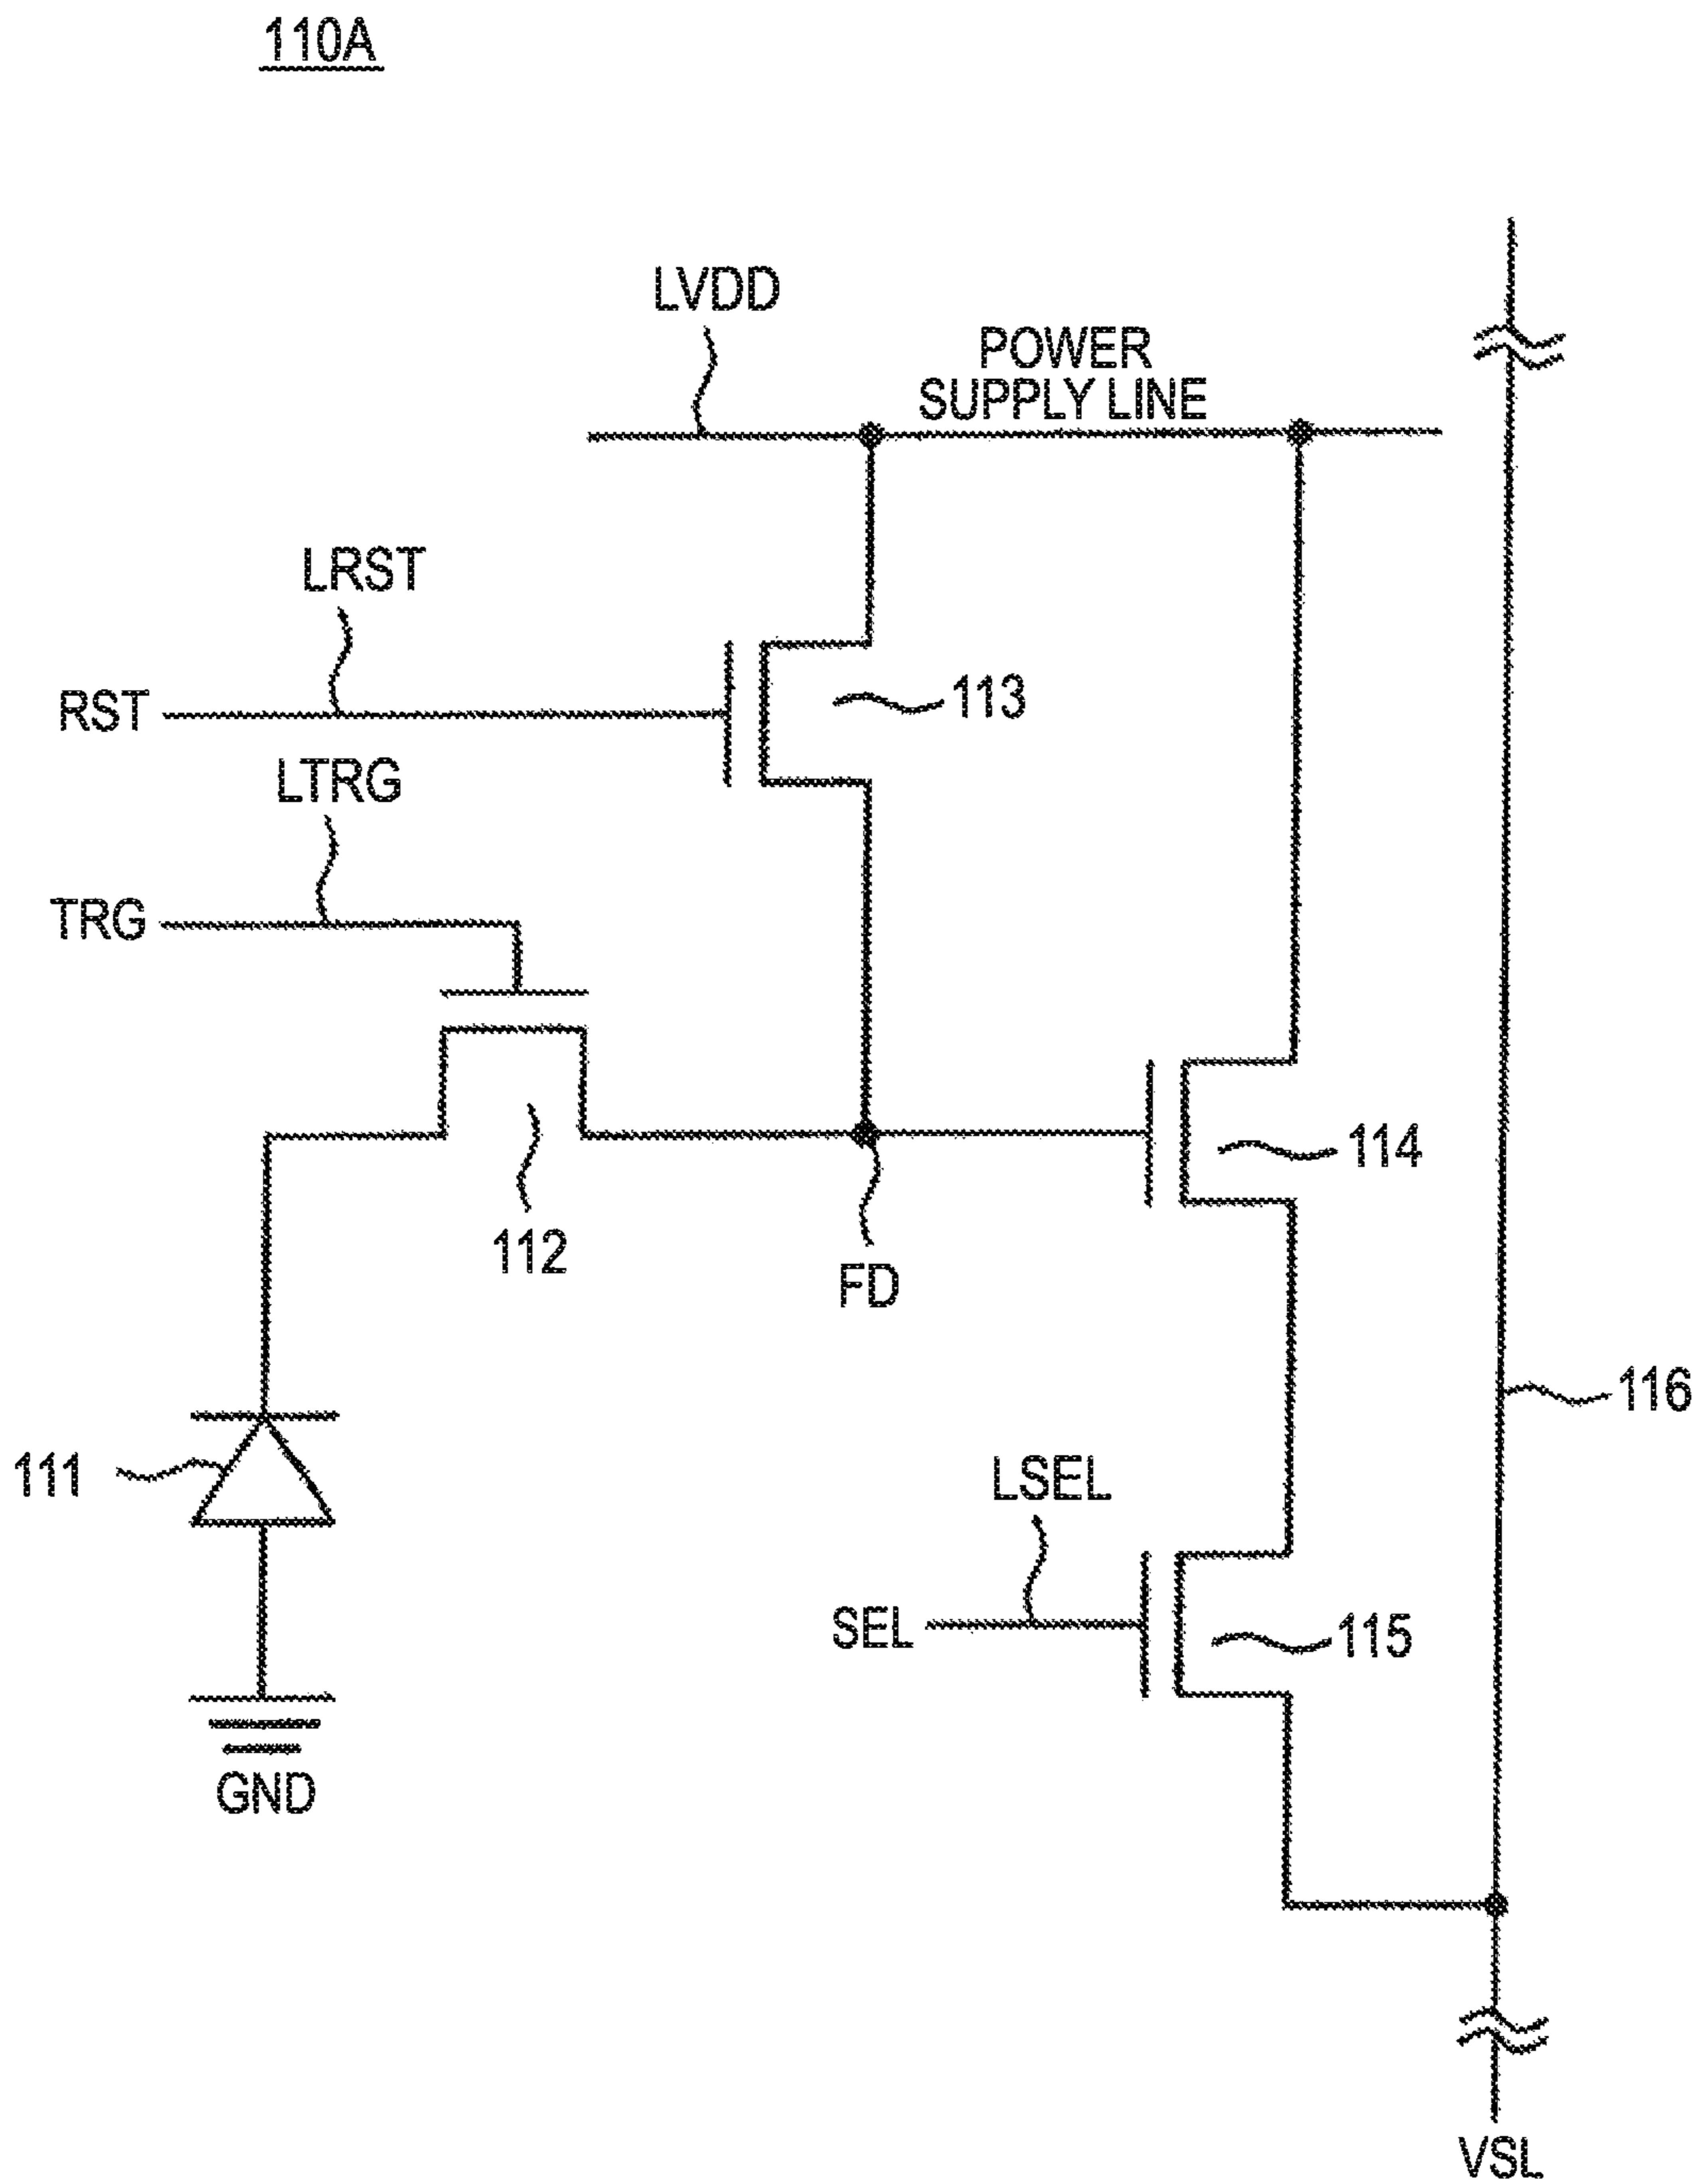 110A
LVDD
POWER
SUPPLY LINE
LRST
RST
113
LTRG
TRG
114
112
FD
116
111
LSEL
SEL
115
GND
VSL